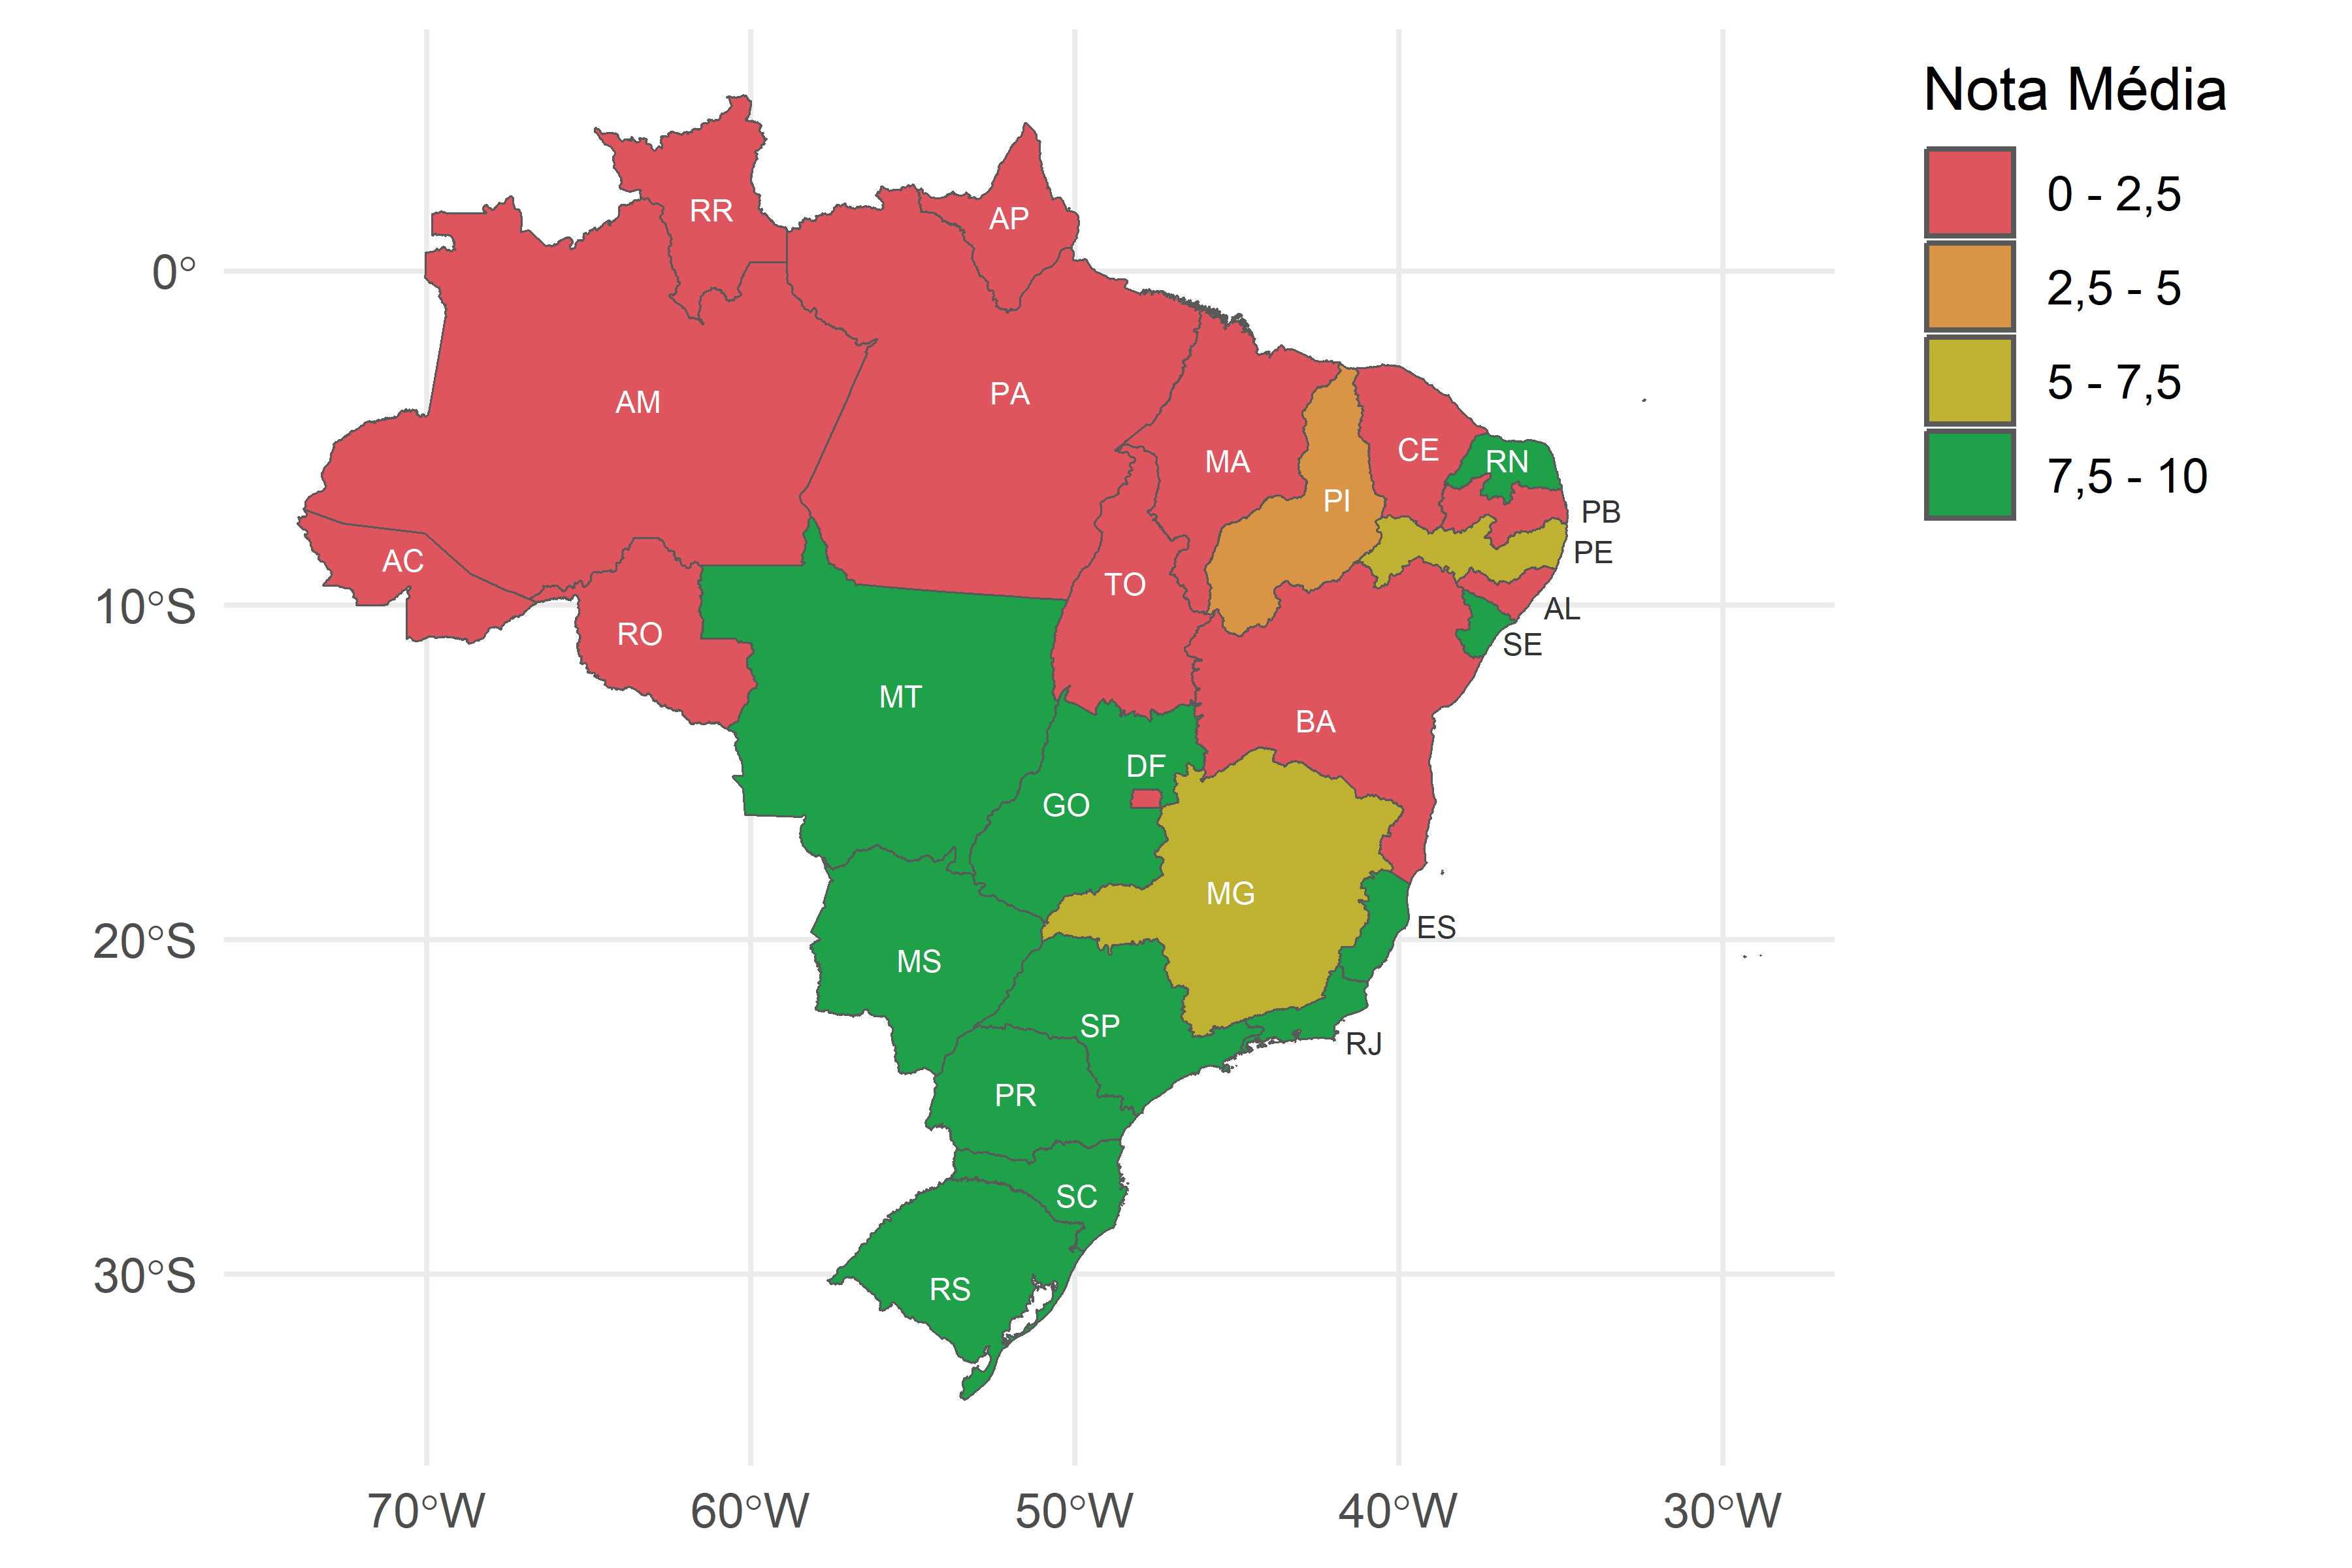 Nota Média
0 - 2,5
2,5 - 5
5 - 7,5
7,5 - 10
RR
AP
0°
AM
PA
CE
MA
RN
PI
PB
PE
AC
TO
10°S
AL
RO
SE
MT
BA
DF
GO
MG
ES
20°S
MS
SP
RJ
PR
SC
30°S
RS
70°W
60°W
50°W
40°W
30°W